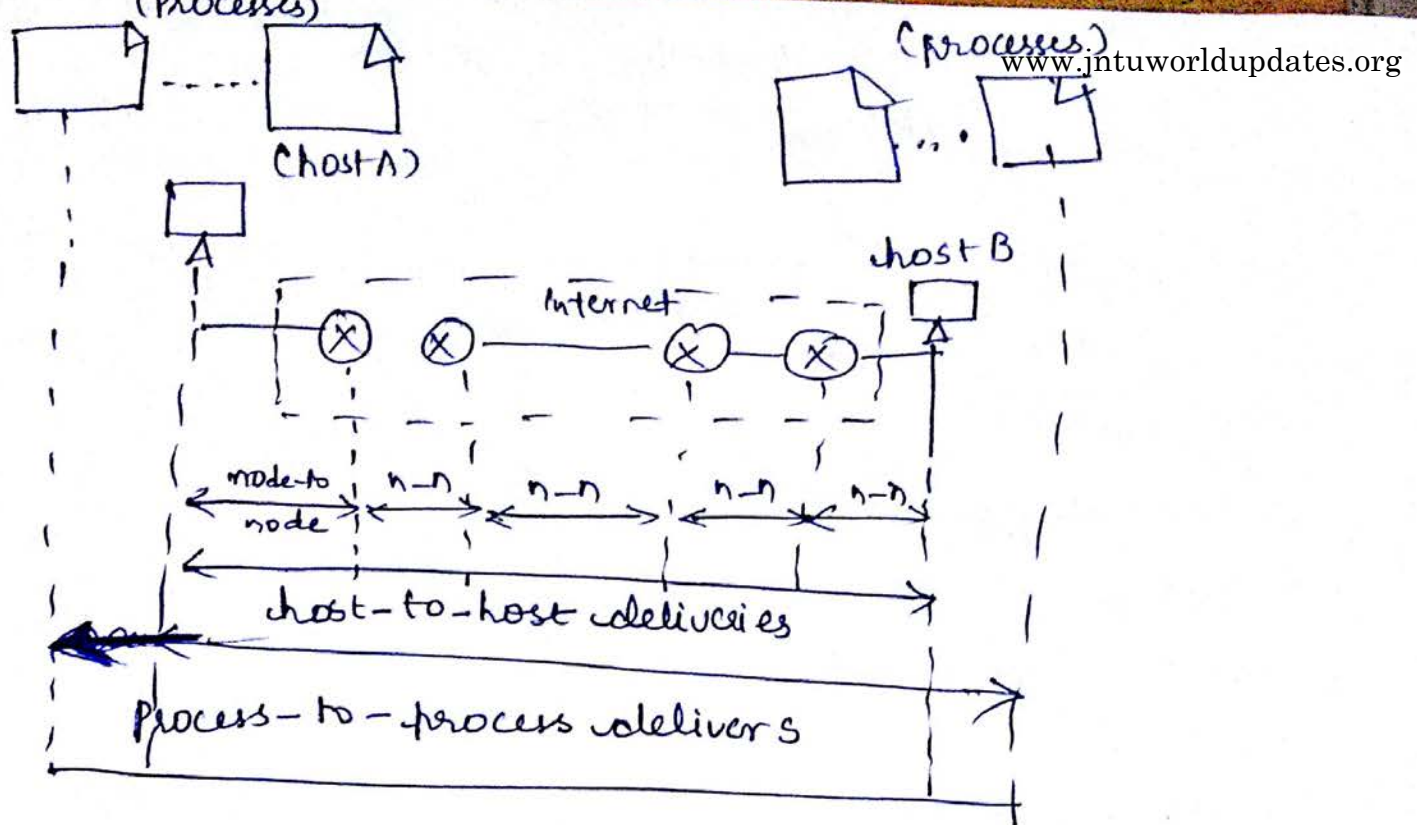 (processes)
(processes)
www.jntuworldupdates.org
(host A)
host B
Internet
node-to
node
n-n
n-n
n-n
n-n
host-to-host deliveries
Process-to-process delivers